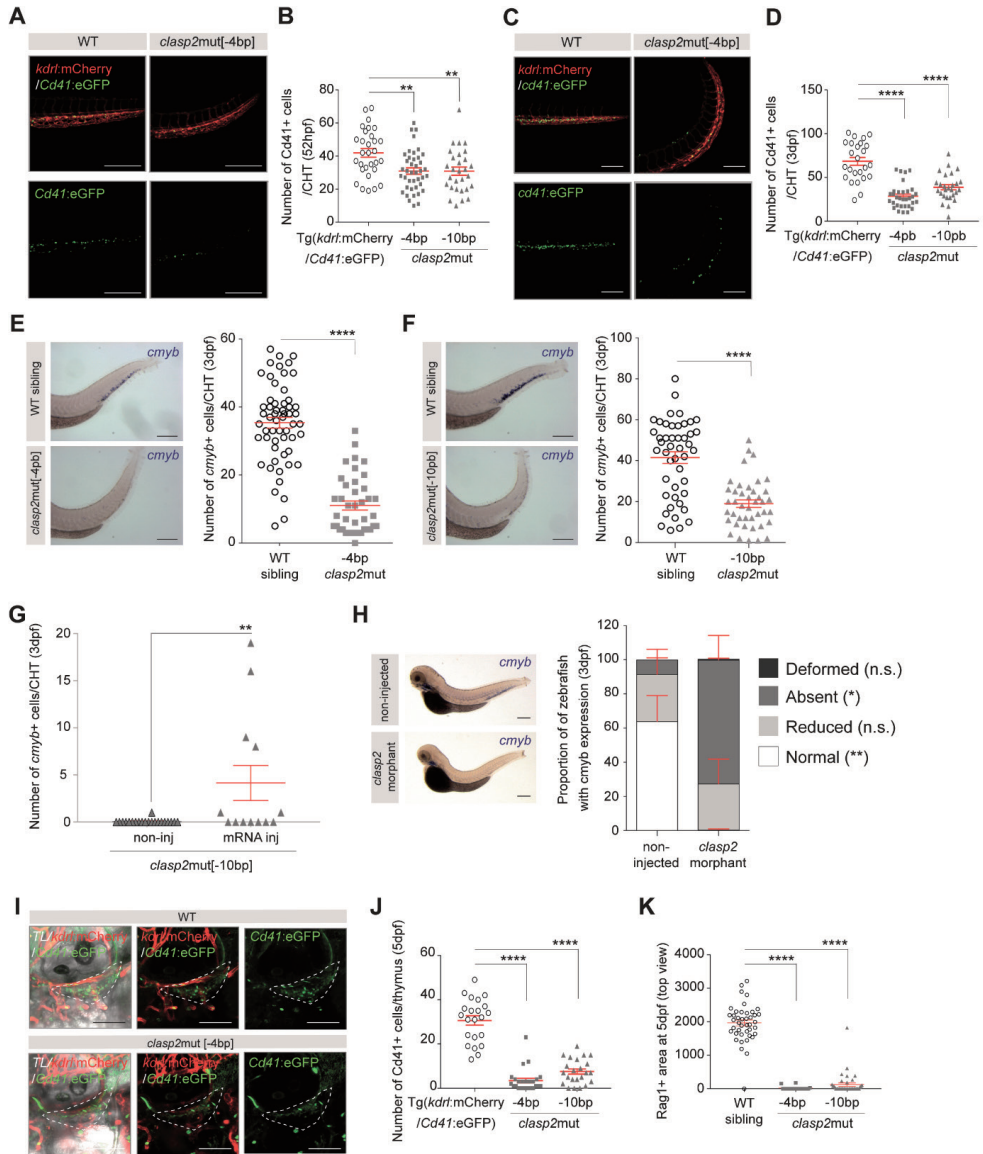 A
WT
clasp2mut[-4bp]
kdrl:mCherry
/Cd41:eGFP
Cd41:eGFP
B
Number of Cd41+ cells
/CHT (52hpf)
80
60
40
20
0
**
**
Tg(kdrl:mCherry
/Cd41:eGFP)
-4bp
-10bp
clasp2mut
C
WT
clasp2mut[-4bp]
kdrl:mCherry
/Cd41:eGFP
cd41:eGFP
D
Number of Cd41+ cells
/CHT (3dpf)
150
100
50
0
****
****
Tg(kdrl:mCherry
/Cd41:eGFP)
-4pb
-10pb
clasp2mut
E
WT sibling
cmyb
clasp2mut[-4pb]
cmyb
Number of cmyb+ cells/CHT (3dpf)
60
40
20
0
****
WT
sibling
-4bp
clasp2mut
F
WT sibling
cmyb
clasp2mut[-10pb]
cmyb
Number of cmyb+ cells/CHT (3dpf)
100
80
60
40
20
0
****
WT
sibling
-10bp
clasp2mut
G
Number of cmyb+ cells/CHT (3dpf)
20
15
10
5
0
**
non-inj
mRNA inj
clasp2mut[-10bp]
H
non-injected
cmyb
clasp2
morphant
cmyb
Proportion of of zebrafish
with cmyb expression (3dpf)
120
100
80
60
40
20
0
non-
injected
clasp2
morphant
Deformed (n.s.)
Absent (*)
Reduced (n.s.)
Normal (**)
I
WT
TL/kdrl:mCherry
/Cd41:eGFP
kdrl:mCherry
/Cd41:eGFP
Cd41:eGFP
clasp2mut [-4bp]
TL/kdrl:mCherry
/Cd41:eGFP
kdrl:mCherry
/Cd41:eGFP
Cd41:eGFP
J
Number of Cd41+ cells/thymus (5dpf)
60
40
20
0
****
****
Tg(kdrl:mCherry
/Cd41:eGFP)
-4bp
-10bp
clasp2mut
K
Rag1+ area at 5dpf (top view)
4000
3000
2000
1000
0
****
****
WT
sibling
-4bp
-10bp
clasp2mut